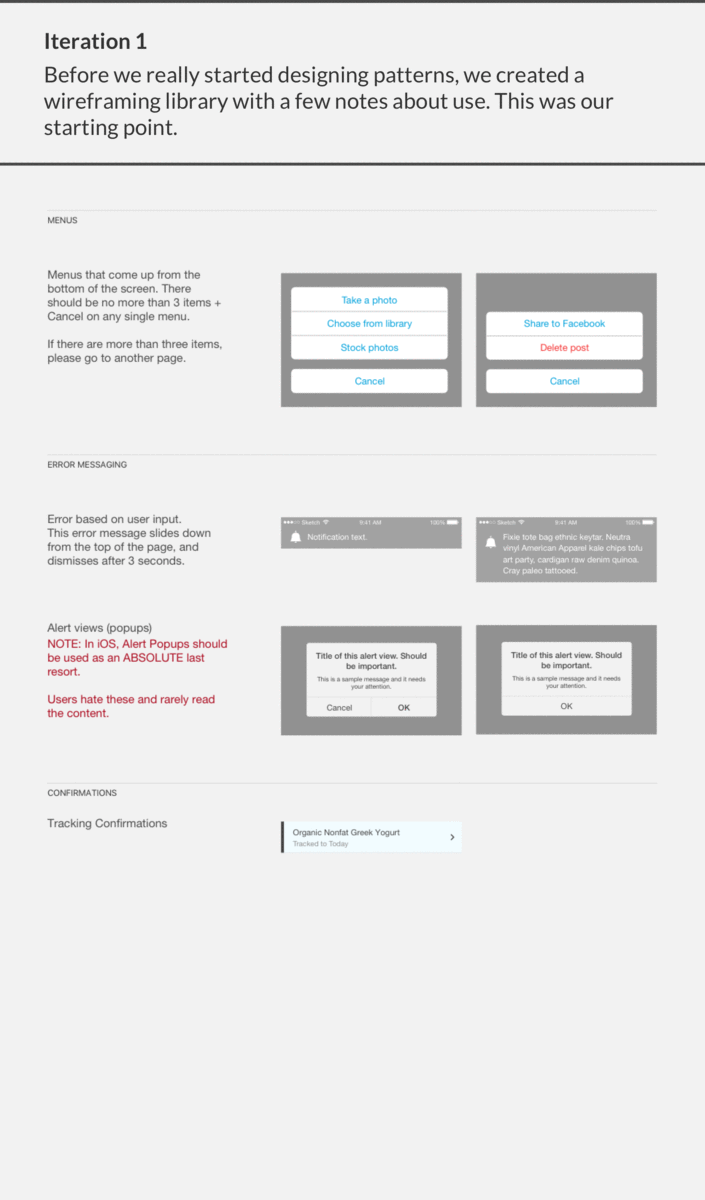 Iteration 1
Before we really started designing patterns, we created a
wireframing library with a few notes about use. This was our
starting point.
MENUS
Menus that come up from the
bottom of the screen. There
should be no more than 3 items +
Cancel on any single menu.
If there are more than three items,
please go to another page.
Take a photo
Choose from library
Stock photos
Cancel
Share to Facebook
Delete post
Cancel
ERROR MESSAGING
Error based on user input.
This error message slides down
from the top of the page, and
dismisses after 3 seconds.
Sketch 9:41 AM 100%
Notification text.
Sketch 9:41 AM 100%
Fixie tote bag ethnic keytar. Neutra
vinyl American Apparel kale chips tofu
art party, cardigan raw denim quinoa.
Cray paleo tattooed.
Alert views (popups)
NOTE: In iOS, Alert Popups should
be used as an ABSOLUTE last
resort.
Users hate these and rarely read
the content.
Title of this alert view. Should
be important.
This is a sample message and it needs
your attention.
Cancel OK
Title of this alert view. Should
be important.
This is a sample message and it needs
your attention.
OK
CONFIRMATIONS
Tracking Confirmations
Organic Nonfat Greek Yogurt
Tracked to Today